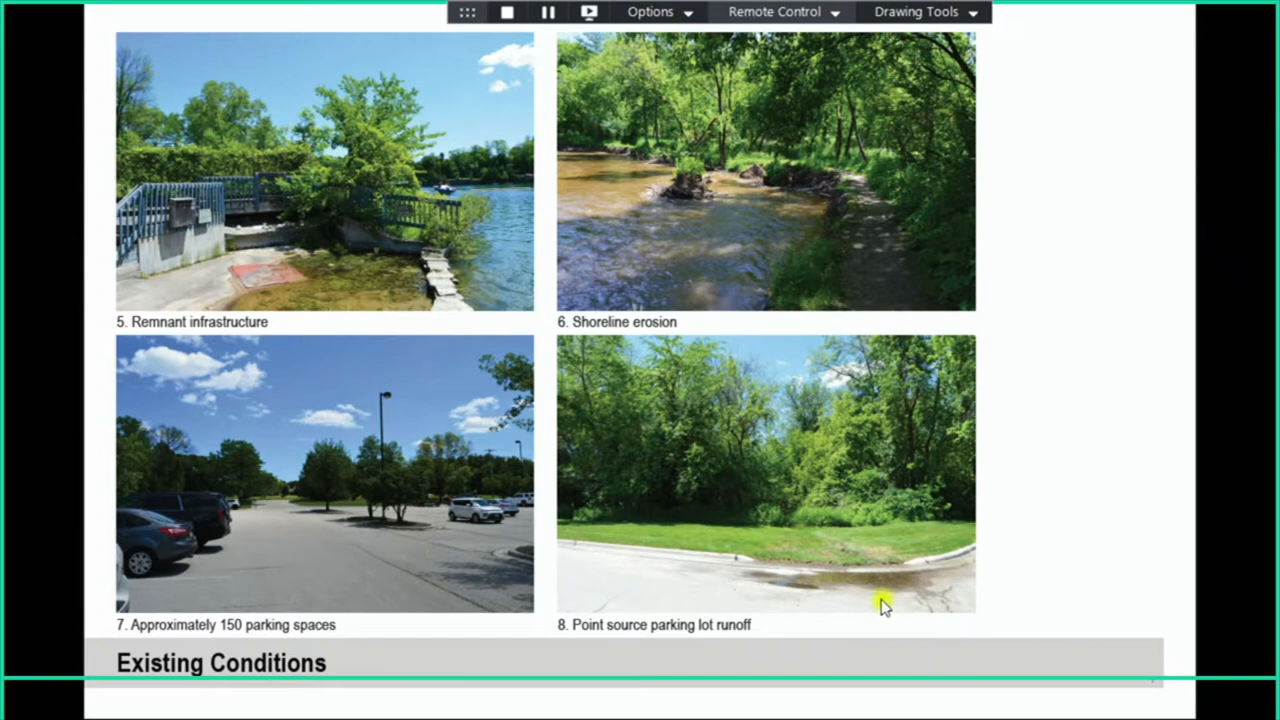 Options
Remote Control
Drawing Tools
5. Remnant infrastructure
6. Shoreline erosion
7. Approximately 150 parking spaces
8. Point source parking lot runoff
Existing Conditions